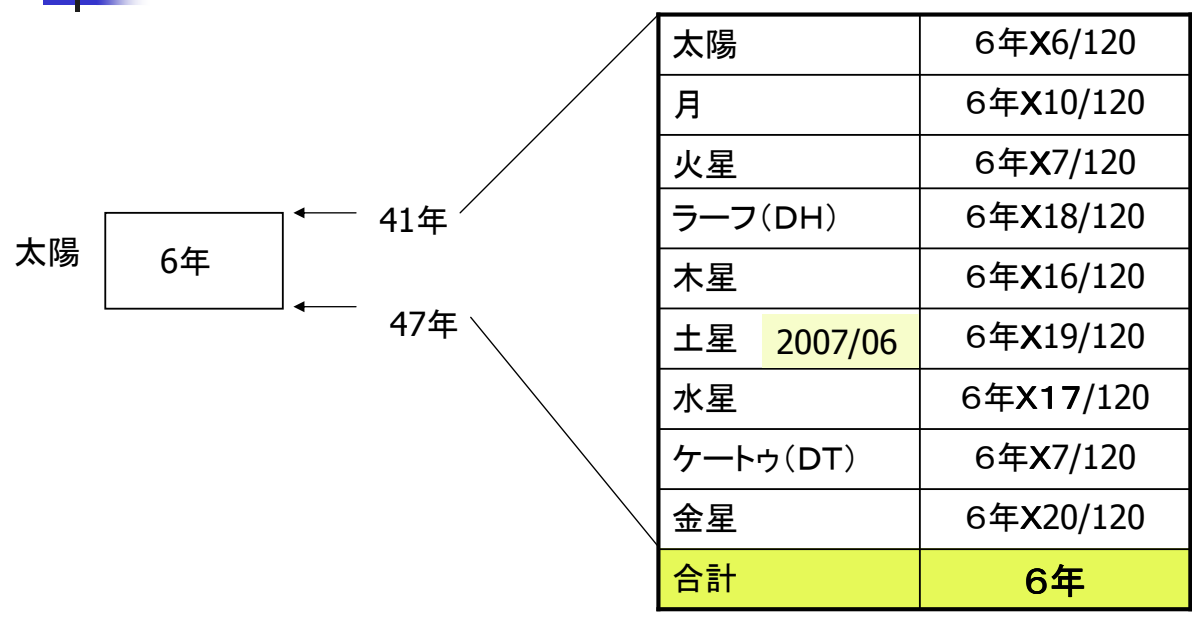 太陽
6年
41年
47年
太陽 6年X6/120
月 6年X10/120
火星 6年X7/120
ラーフ(DH) 6年X18/120
木星 6年X16/120
土星 2007/06 6年X19/120
水星 6年X17/120
ケートゥ(DT) 6年X7/120
金星 6年X20/120
合計 6年